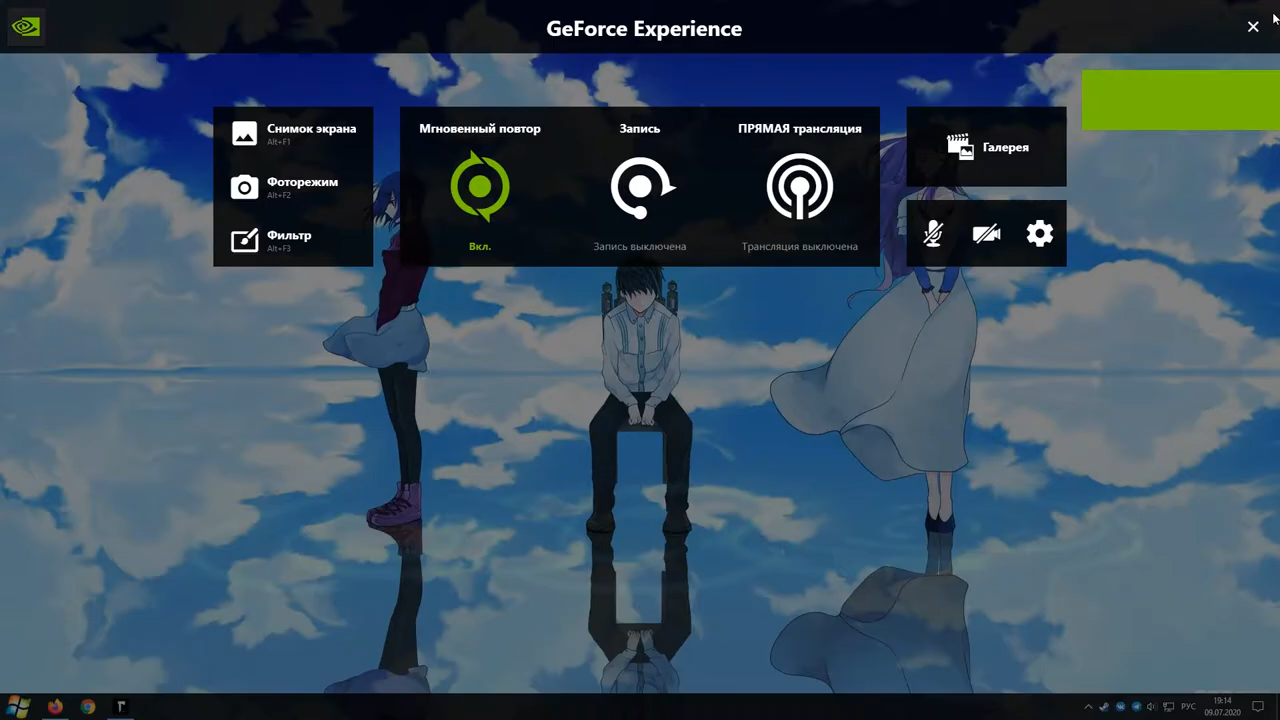 GeForce Experience
Снимок экрана
Alt+F1
Фоторежим
Alt+F2
Фильтр
Alt+F3
Мгновенный повтор
Вкл.
Запись
Запись выключена
ПРЯМАЯ трансляция
Трансляция выключена
Галерея
РУС
19:14
09.07.2020